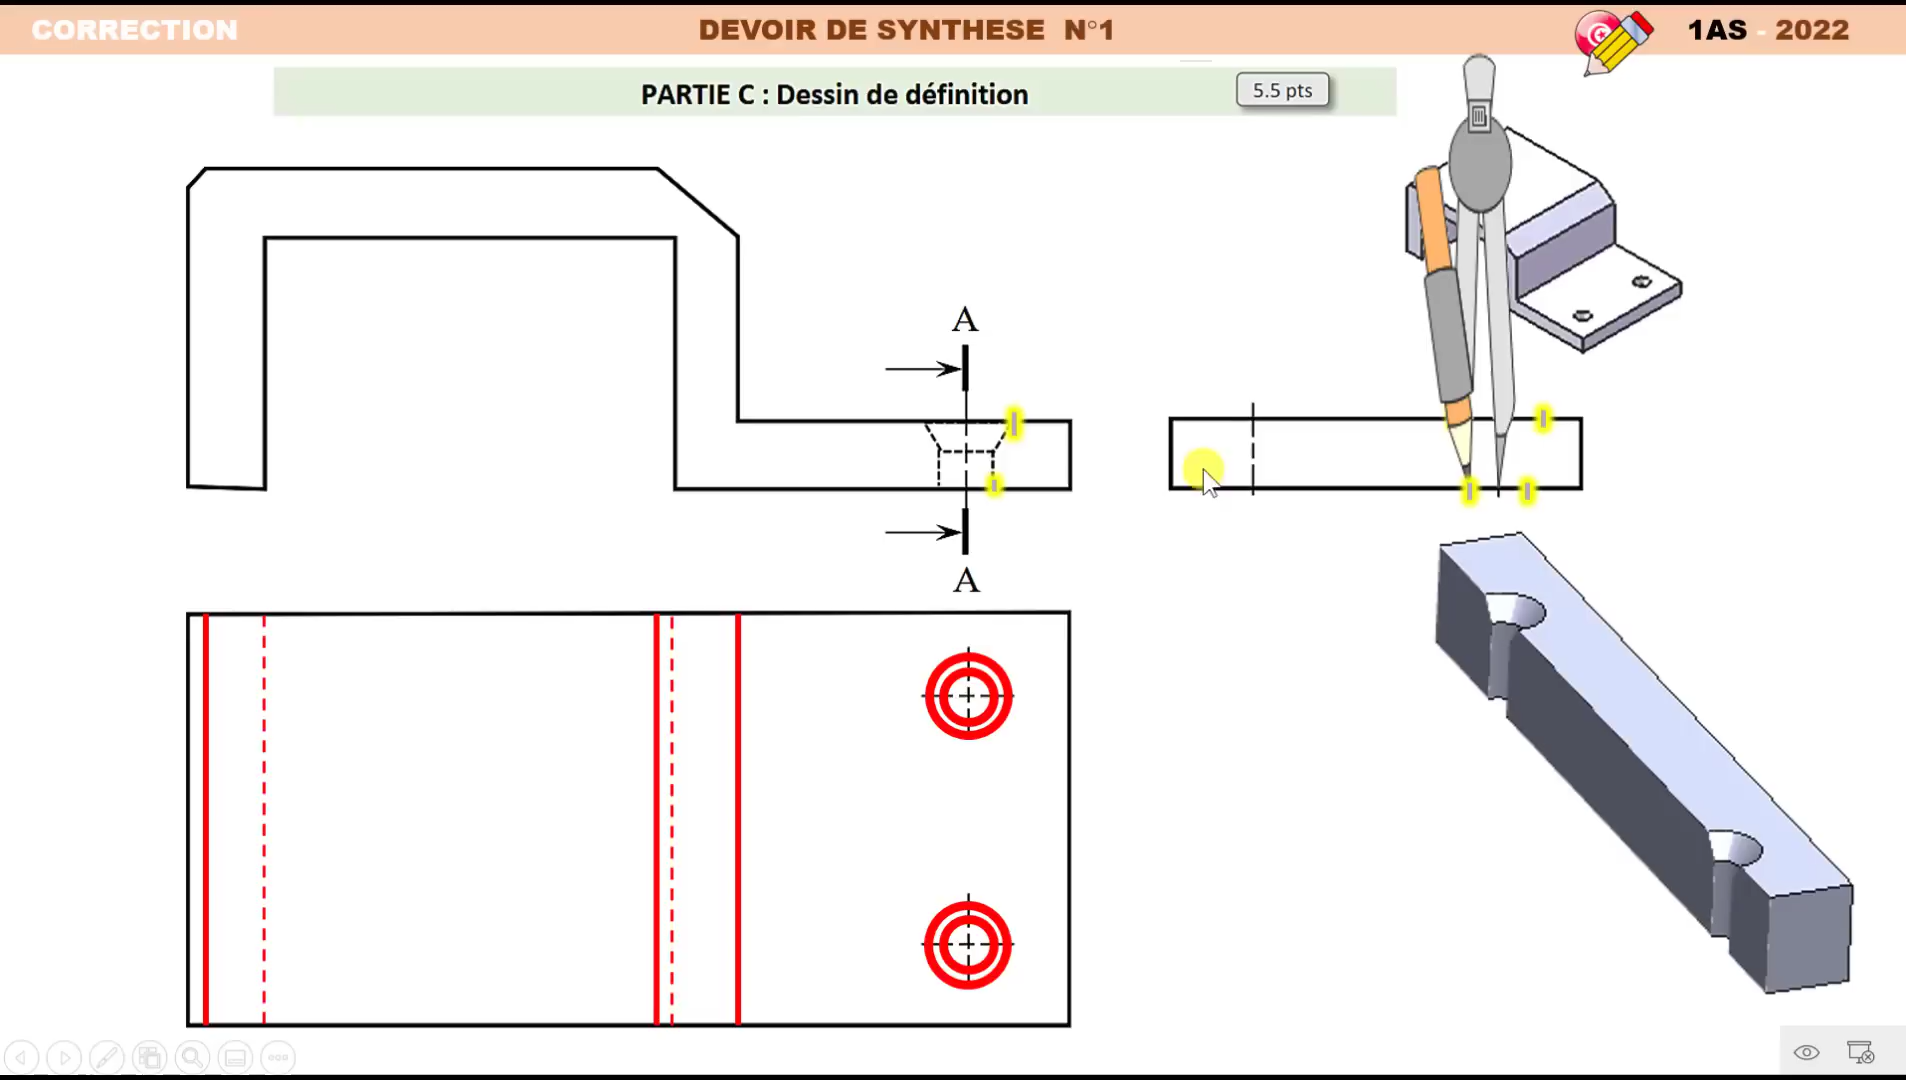 CORRECTION
DEVOIR DE SYNTHESE N°1
1AS - 2022
PARTIE C : Dessin de définition
5.5 pts
A
A